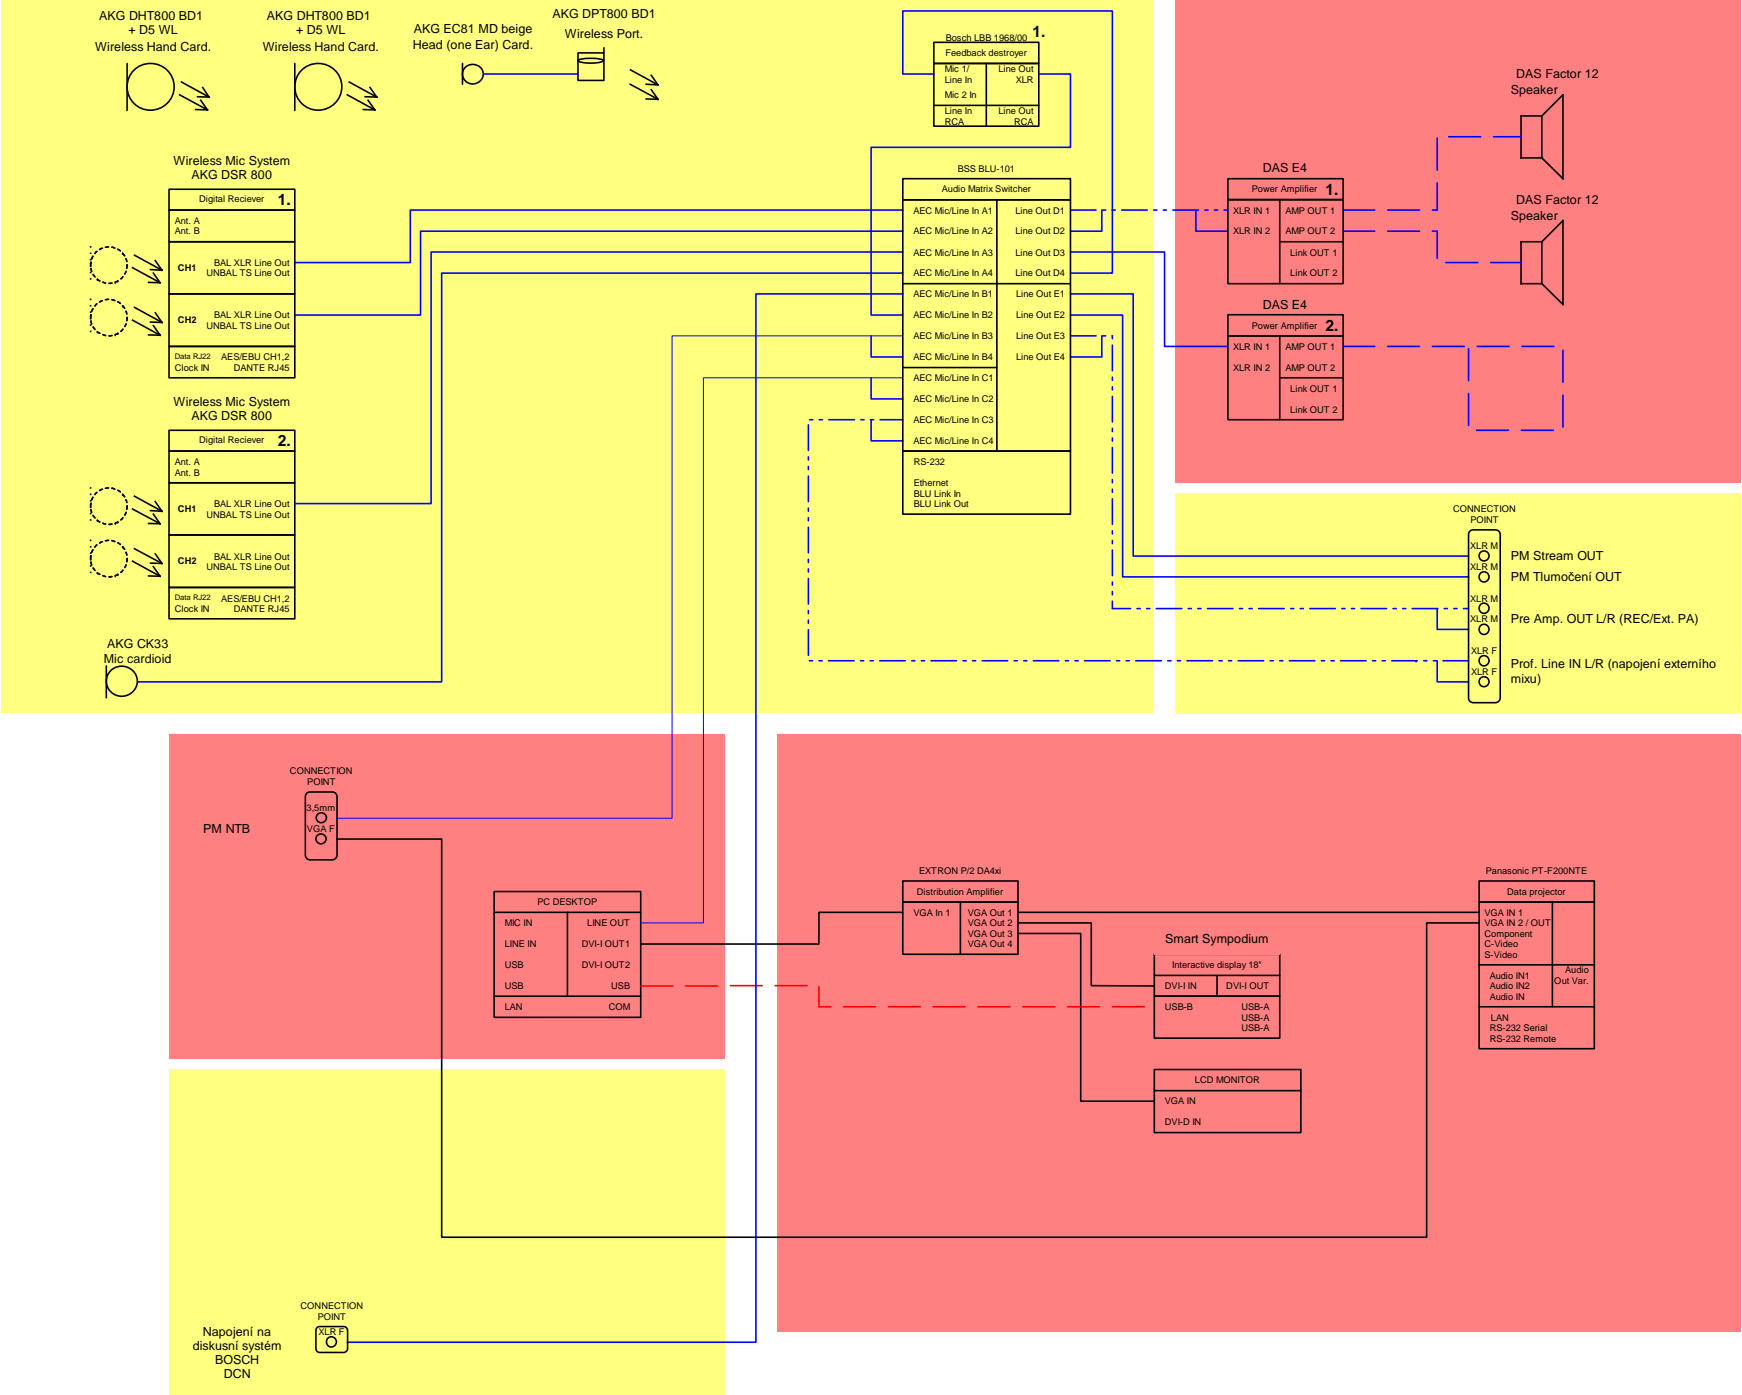 AKG DHT800 BD1
+ D5 WL
Wireless Hand Card.
AKG DHT800 BD1
+ D5 WL
Wireless Hand Card.
AKG EC81 MD beige
Head (one Ear) Card.
AKG DPT800 BD1
Wireless Port.
Bosch LBB 1968/00 1.
Feedback destroyer
Mic 1/
Line In
Mic 2 In
Line Out
XLR
Line In
RCA
Line Out
RCA
DAS Factor 12
Speaker
DAS Factor 12
Speaker
Wireless Mic System
AKG DSR 800
Digital Reciever 1.
Ant. A
Ant. B
CH1
BAL XLR Line Out
UNBAL TS Line Out
CH2
BAL XLR Line Out
UNBAL TS Line Out
Data RJ22 AES/EBU CH1,2
Clock IN DANTE RJ45
Wireless Mic System
AKG DSR 800
Digital Reciever 2.
Ant. A
Ant. B
CH1
BAL XLR Line Out
UNBAL TS Line Out
CH2
BAL XLR Line Out
UNBAL TS Line Out
Data RJ22 AES/EBU CH1,2
Clock IN DANTE RJ45
AKG CK33
Mic cardioid
BSS BLU-101
Audio Matrix Switcher
AEC Mic/Line In A1 Line Out D1
AEC Mic/Line In A2 Line Out D2
AEC Mic/Line In A3 Line Out D3
AEC Mic/Line In A4 Line Out D4
AEC Mic/Line In B1 Line Out E1
AEC Mic/Line In B2 Line Out E2
AEC Mic/Line In B3 Line Out E3
AEC Mic/Line In B4 Line Out E4
AEC Mic/Line In C1
AEC Mic/Line In C2
AEC Mic/Line In C3
AEC Mic/Line In C4
RS-232
Ethernet
BLU Link In
BLU Link Out
DAS E4
Power Amplifier 1.
XLR IN 1 AMP OUT 1
XLR IN 2 AMP OUT 2
Link OUT 1
Link OUT 2
DAS E4
Power Amplifier 2.
XLR IN 1 AMP OUT 1
XLR IN 2 AMP OUT 2
Link OUT 1
Link OUT 2
CONNECTION
POINT
XLR M
PM Stream OUT
XLR M
PM Tlumočení OUT
XLR M
XLR M
Pre Amp. OUT L/R (REC/Ext. PA)
XLR F
XLR F
Prof. Line IN L/R (napojení externího
mixu)
CONNECTION
POINT
3,5mm
VGA F
PM NTB
PC DESKTOP
MIC IN LINE OUT
LINE IN DVI-I OUT1
USB DVI-I OUT2
USB USB
LAN COM
EXTRON P/2 DA4xi
Distribution Amplifier
VGA In 1 VGA Out 1
VGA Out 2
VGA Out 3
VGA Out 4
Smart Sympodium
Interactive display 18"
DVI-I IN DVI-I OUT
USB-B USB-A
USB-A
USB-A
LCD MONITOR
VGA IN
DVI-D IN
Panasonic PT-F200NTE
Data projector
VGA IN 1
VGA IN 2 / OUT
Component
C-Video
S-Video
Audio IN1
Audio IN2
Audio IN
Audio
Out Var.
LAN
RS-232 Serial
RS-232 Remote
CONNECTION
POINT
XLR F
Napojení na
diskusní systém
BOSCH
DCN